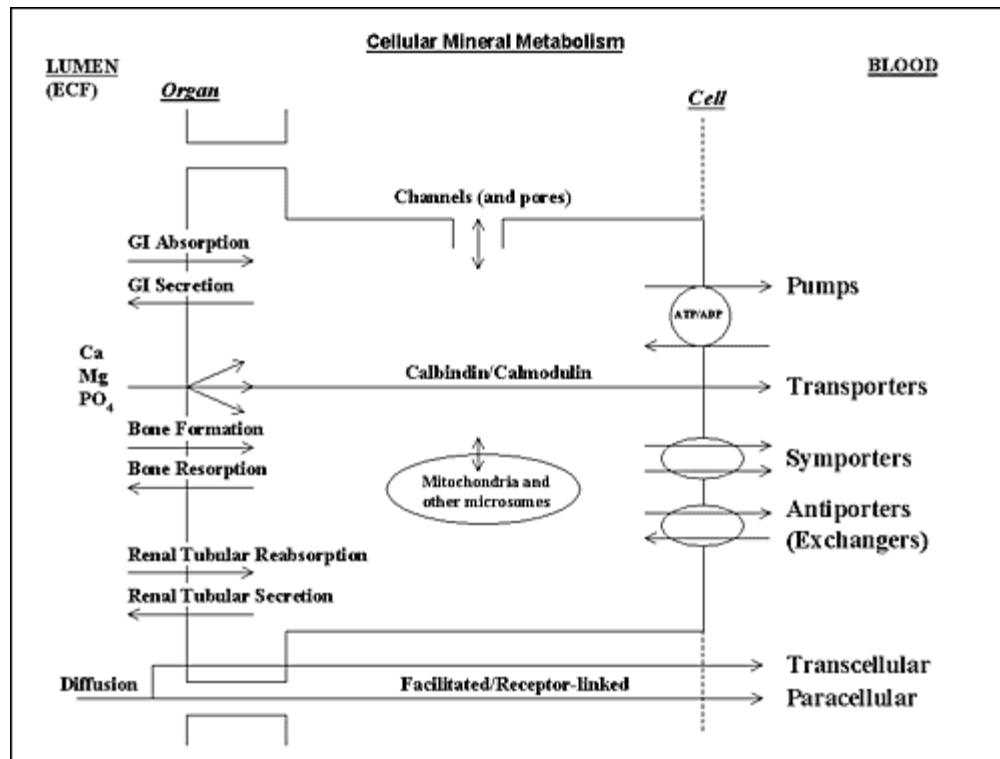 Cellular Mineral Metabolism
LUMEN
(ECF)
Organ
Cell
BLOOD
Channels (and pores)
GI Absorption
GI Secretion
Pumps
ATP/ADP
Ca
Mg
PO4
Calbindin/Calmodulin
Transporters
Bone Formation
Bone Resorption
Mitochondria and
other microsomes
Symporters
Antiporters
(Exchangers)
Renal Tubular Reabsorption
Renal Tubular Secretion
Transcellular
Diffusion
Facilitated/Receptor-linked
Paracellular